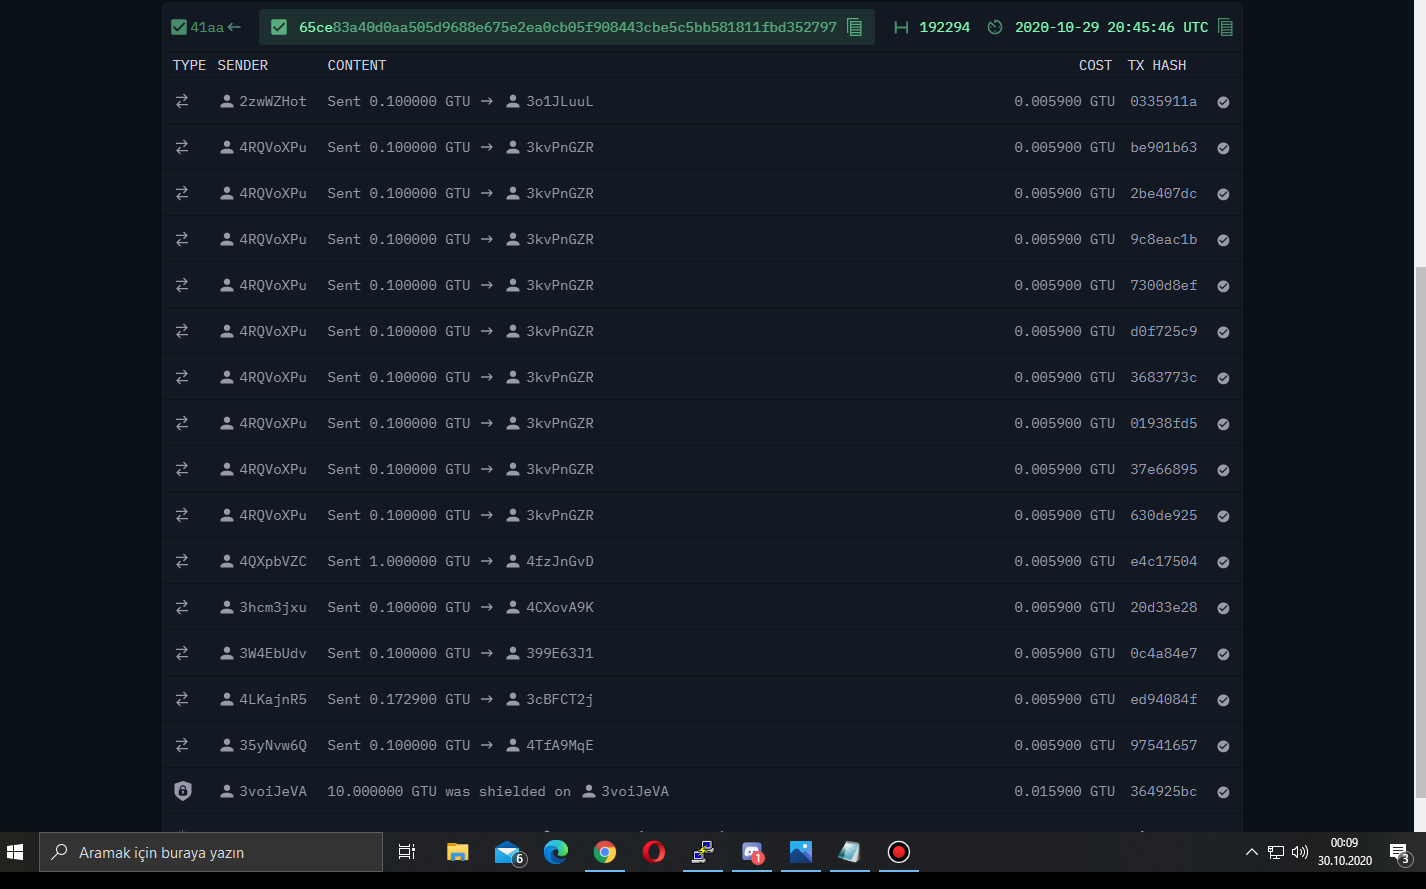 41aa← 65ce83a40d0aa505d9688e675e2ea0cb05f908443cbe5c5bb581811fbd352797 192294 2020-10-29 20:45:46 UTC
TYPE SENDER CONTENT COST TX HASH
2zwWZHot Sent 0.100000 GTU → 3o1JLuuL 0.005900 GTU 0335911a
4RQVoXPu Sent 0.100000 GTU → 3kvPnGZR 0.005900 GTU be901b63
4RQVoXPu Sent 0.100000 GTU → 3kvPnGZR 0.005900 GTU 2be407dc
4RQVoXPu Sent 0.100000 GTU → 3kvPnGZR 0.005900 GTU 9c8eac1b
4RQVoXPu Sent 0.100000 GTU → 3kvPnGZR 0.005900 GTU 7300d8ef
4RQVoXPu Sent 0.100000 GTU → 3kvPnGZR 0.005900 GTU d0f725c9
4RQVoXPu Sent 0.100000 GTU → 3kvPnGZR 0.005900 GTU 3683773c
4RQVoXPu Sent 0.100000 GTU → 3kvPnGZR 0.005900 GTU 01938fd5
4RQVoXPu Sent 0.100000 GTU → 3kvPnGZR 0.005900 GTU 37e66895
4RQVoXPu Sent 0.100000 GTU → 3kvPnGZR 0.005900 GTU 630de925
4QXpbVZC Sent 1.000000 GTU → 4fzJnGvD 0.005900 GTU e4c17504
3hcm3jxu Sent 0.100000 GTU → 4CXovA9K 0.005900 GTU 20d33e28
3W4EbUdv Sent 0.100000 GTU → 399E63J1 0.005900 GTU 0c4a84e7
4LKajnR5 Sent 0.172900 GTU → 3cBFCT2j 0.005900 GTU ed94084f
35yNvw6Q Sent 0.100000 GTU → 4TfA9MqE 0.005900 GTU 97541657
3voiJeVA 10.000000 GTU was shielded on 3voiJeVA 0.015900 GTU 364925bc
Aramak için buraya yazın 6 1 00:09 3
30.10.2020